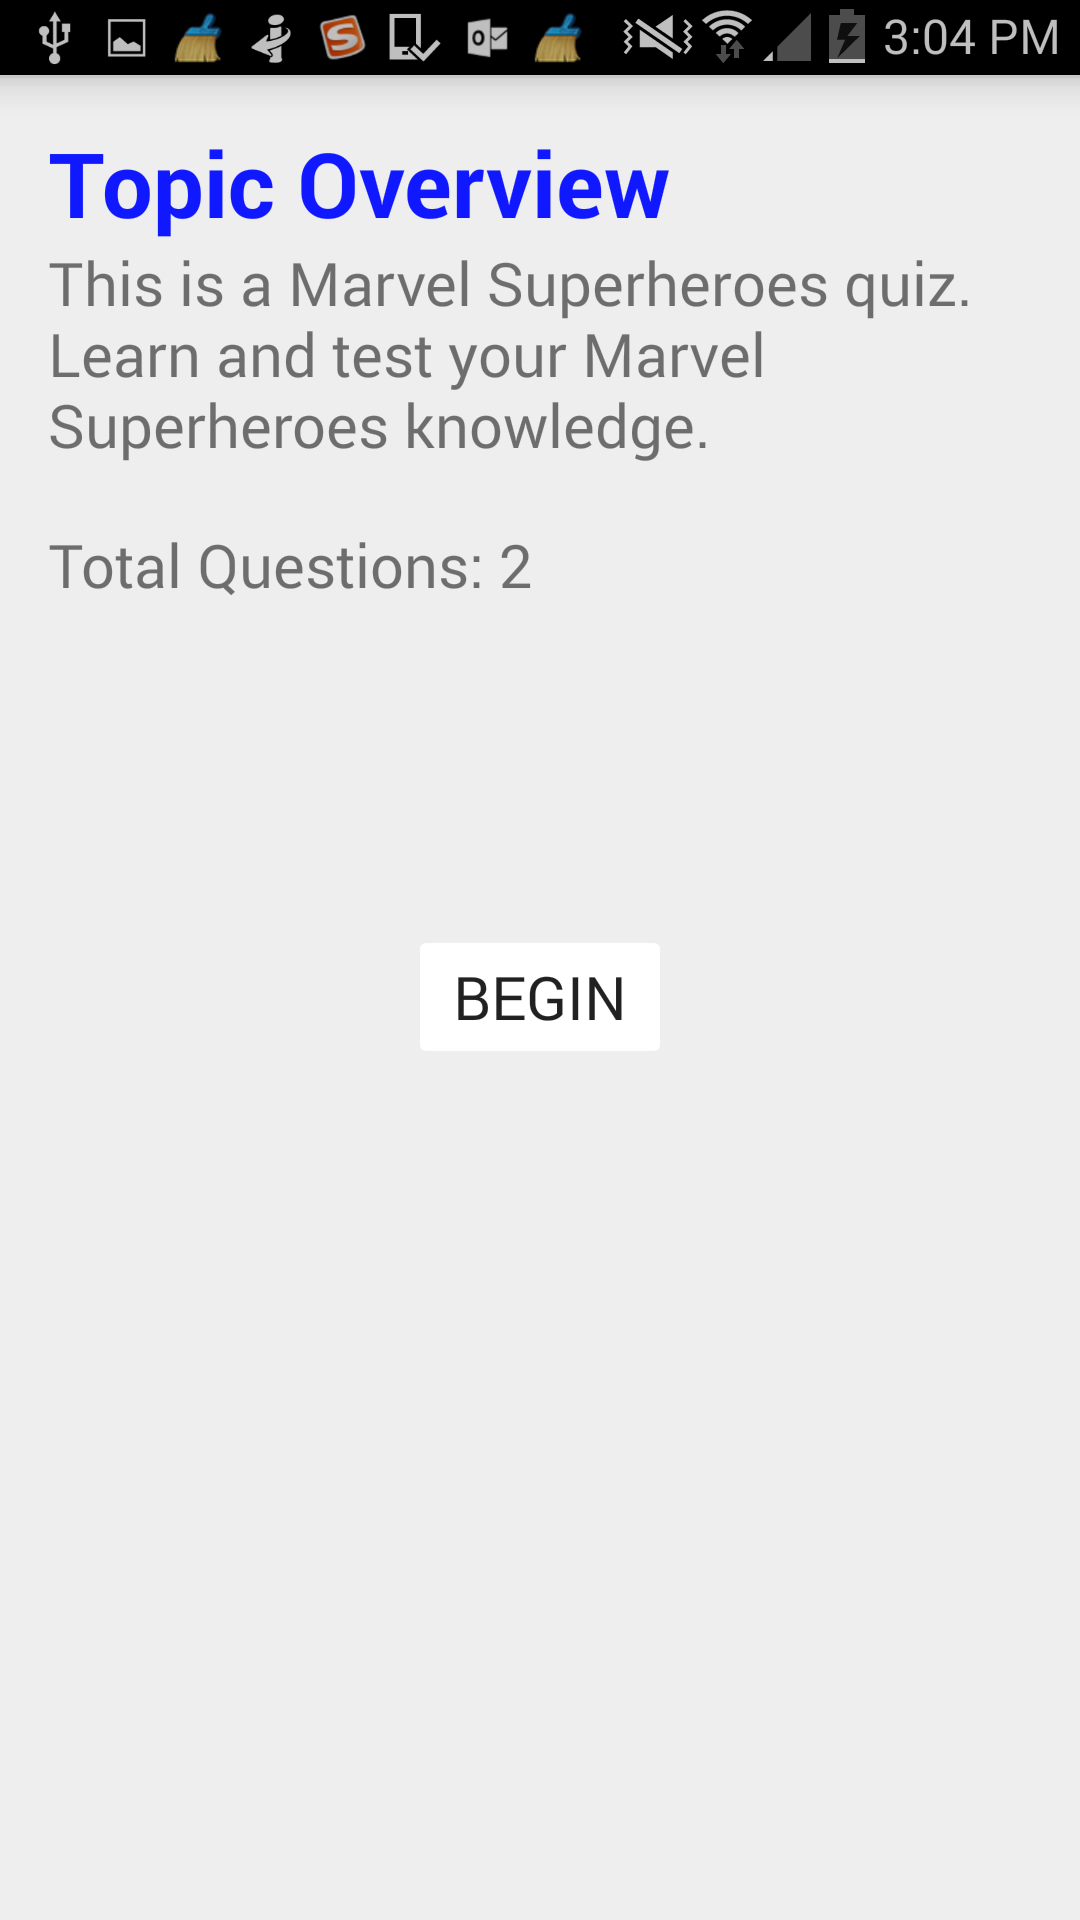 3:04 PM
Topic Overview
This is a Marvel Superheroes quiz.
Learn and test your Marvel
Superheroes knowledge.
Total Questions: 2
BEGIN